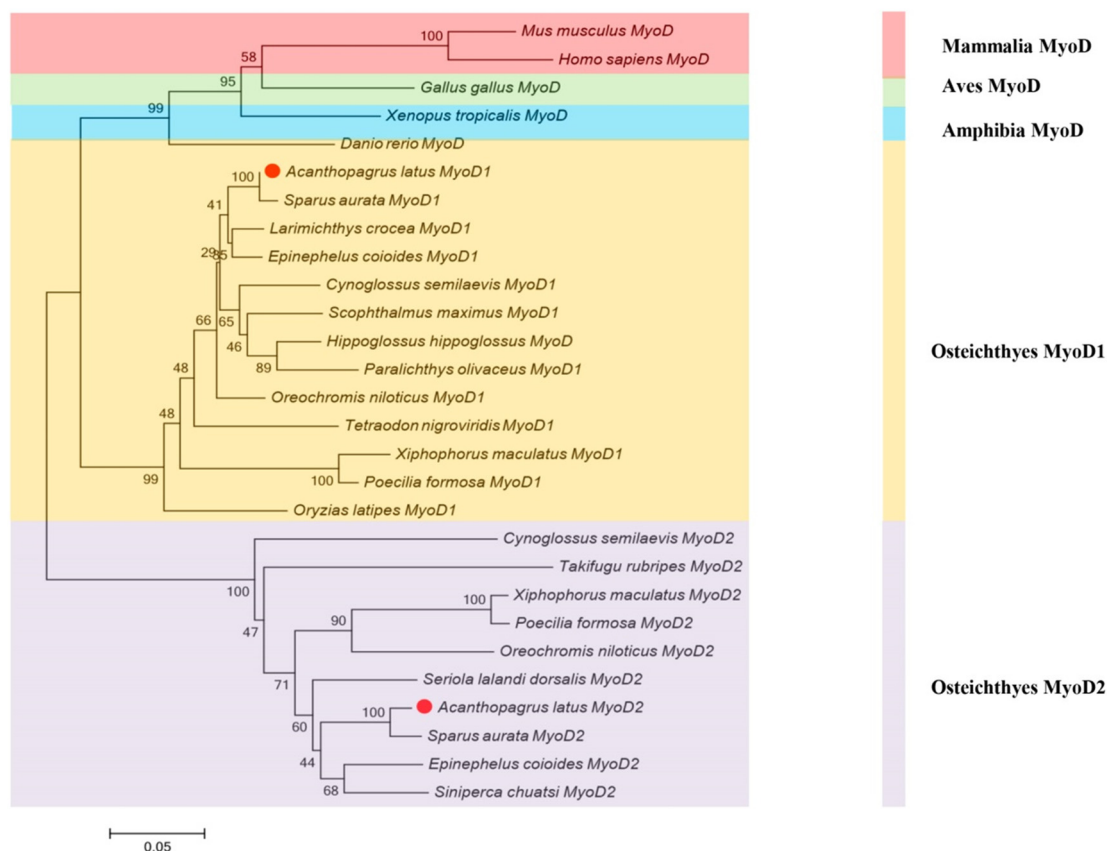 100
Mus musculus MyoD
Homo sapiens MyoD
Mammalia MyoD
58
95
Gallus gallus MyoD
Aves MyoD
99
Xenopus tropicalis MyoD
Amphibia MyoD
Danio rerio MyoD
100
Acanthopagrus latus MyoD1
41
Sparus aurata MyoD1
Larimichthys crocea MyoD1
29
85
Epinephelus coioides MyoD1
Cynoglossus semilaevis MyoD1
66
65
Scophthalmus maximus MyoD1
46
Hippoglossus hippoglossus MyoD
Osteichthyes MyoD1
48
89
Paralichthys olivaceus MyoD1
Oreochromis niloticus MyoD1
48
Tetraodon nigroviridis MyoD1
Xiphophorus maculatus MyoD1
99
100
Poecilia formosa MyoD1
Oryzias latipes MyoD1
Cynoglossus semilaevis MyoD2
100
Takifugu rubripes MyoD2
100
Xiphophorus maculatus MyoD2
47
90
Poecilia formosa MyoD2
Oreochromis niloticus MyoD2
71
Seriola lalandi dorsalis MyoD2
Osteichthyes MyoD2
60
100
Acanthopagrus latus MyoD2
Sparus aurata MyoD2
44
Epinephelus coioides MyoD2
68
Siniperca chuatsi MyoD2
0.05